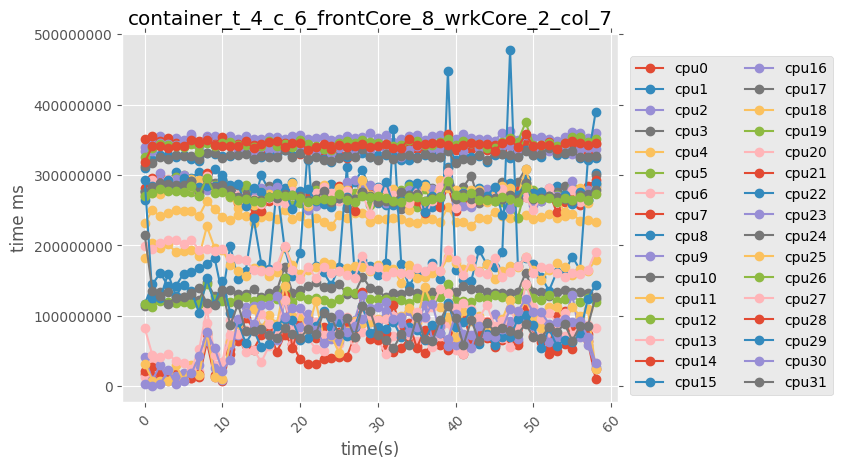 container_t_4_c_6_frontCore_8_wrkCore_2_col_7
500000000
400000000
300000000
200000000
100000000
0
time ms
0
10
20
30
40
50
60
time(s)
cpu0
cpu1
cpu2
cpu3
cpu4
cpu5
cpu6
cpu7
cpu8
cpu9
cpu10
cpu11
cpu12
cpu13
cpu14
cpu15
cpu16
cpu17
cpu18
cpu19
cpu20
cpu21
cpu22
cpu23
cpu24
cpu25
cpu26
cpu27
cpu28
cpu29
cpu30
cpu31